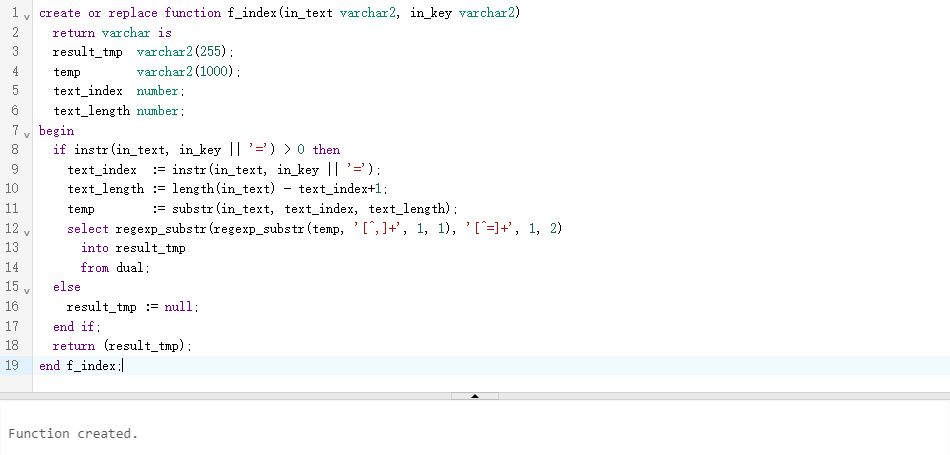 1 create or replace function f_index(in_text varchar2, in_key varchar2)
2   return varchar is
3   result_tmp  varchar2(255);
4   temp        varchar2(1000);
5   text_index  number;
6   text_length number;
7 begin
8   if instr(in_text, in_key || '=') > 0 then
9     text_index  := instr(in_text, in_key || '=');
10     text_length := length(in_text) - text_index+1;
11     temp        := substr(in_text, text_index, text_length);
12     select regexp_substr(regexp_substr(temp, '[^,]+', 1, 1), '[^=]+', 1, 2)
13       into result_tmp
14       from dual;
15   else
16     result_tmp := null;
17   end if;
18   return (result_tmp);
19 end f_index;
Function created.